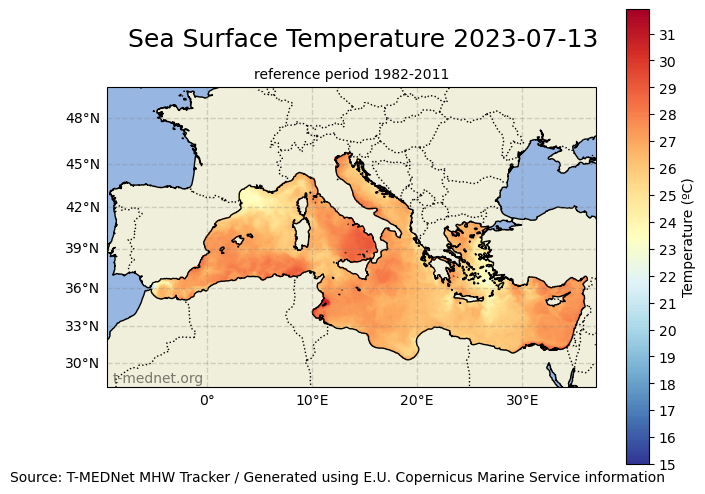 Sea Surface Temperature 2023-07-13
reference period 1982-2011
48°N
45°N
42°N
39°N
36°N
33°N
30°N
0°
10°E
20°E
30°E
t-mednet.org
31
30
29
28
27
26
25
24
23
22
21
20
19
18
17
16
15
Temperature (ºC)
Source: T-MEDNet MHW Tracker / Generated using E.U. Copernicus Marine Service information